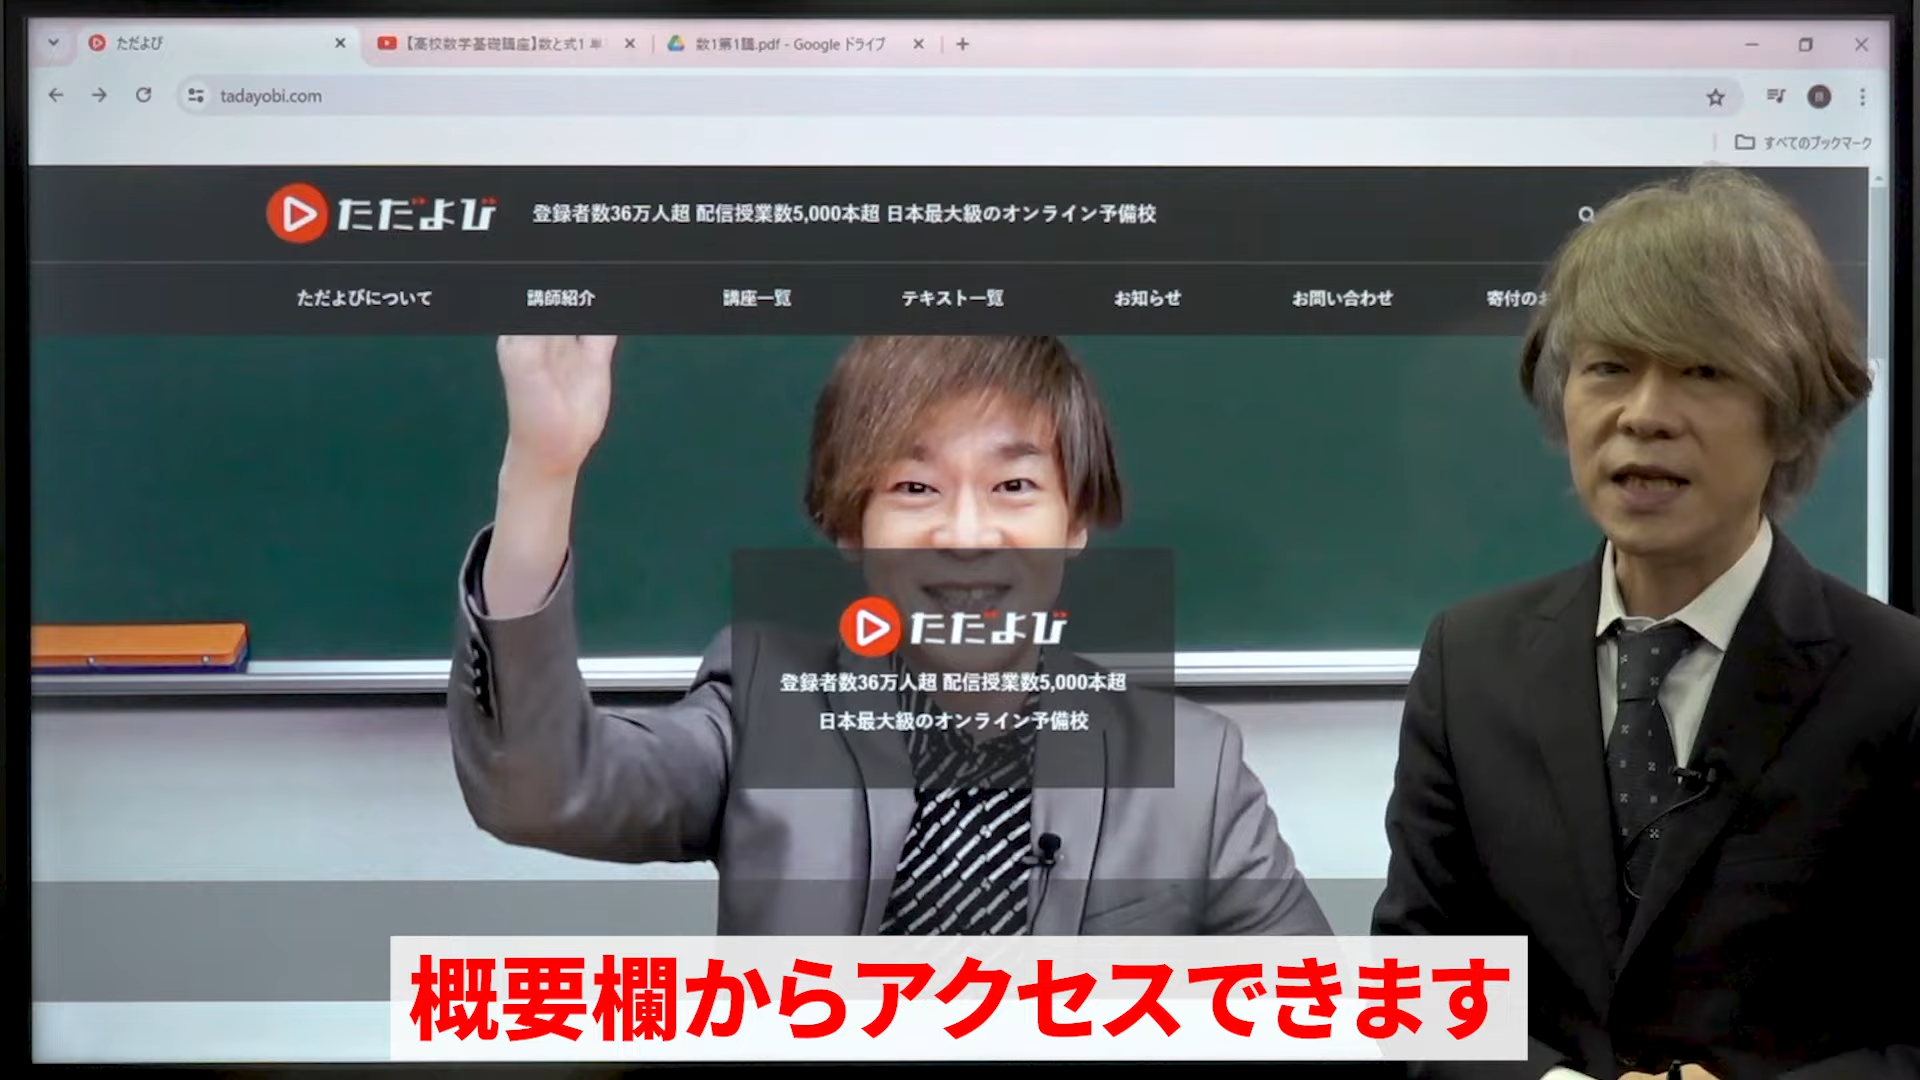 ただよび
【高校数学基礎講座】数と式1 単
数1第1講.pdf - Google ドライブ
tadayobi.com
すべてのブックマーク
ただよび
登録者数36万人超 配信授業数5,000本超 日本最大級のオンライン予備校
ただよびについて
講師紹介
講座一覧
テキスト一覧
お知らせ
お問い合わせ
寄付のお
ただよび
登録者数36万人超 配信授業数5,000本超
日本最大級のオンライン予備校
概要欄からアクセスできます